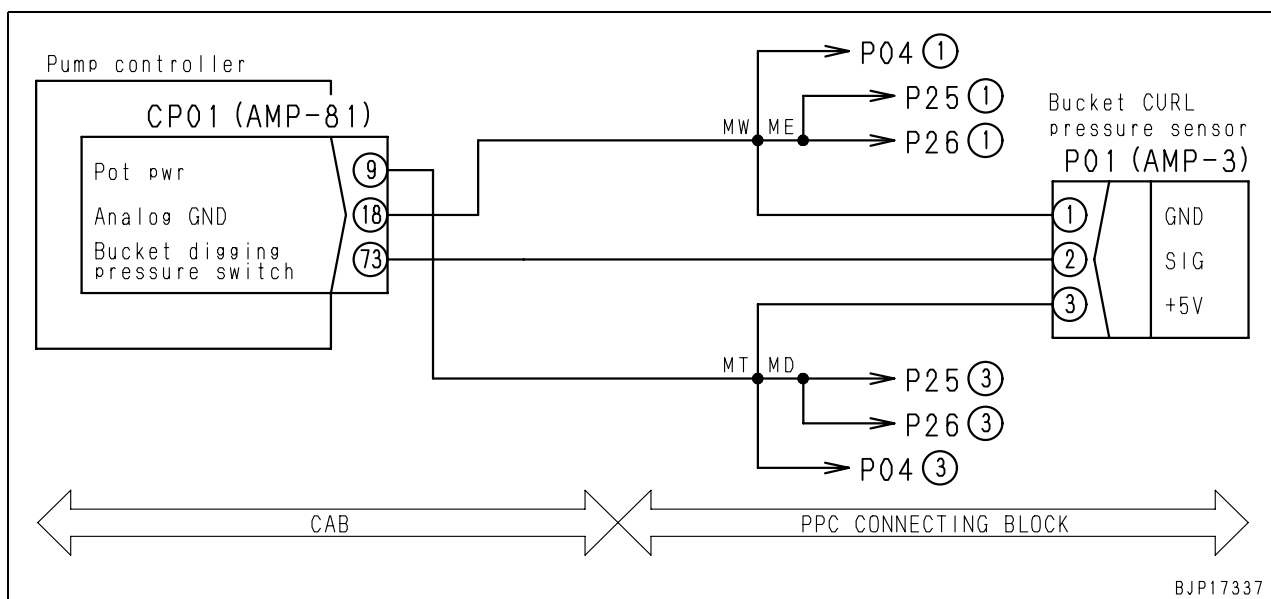 Pump controller
CP01 (AMP-81)
Pot pwr
9
Analog GND
18
Bucket digging
pressure switch
73
MW
ME
P04 1
P25 1
P26 1
Bucket CURL
pressure sensor
P01 (AMP-3)
1
GND
2
SIG
3
+5V
MT
MD
P25 3
P26 3
P04 3
CAB
PPC CONNECTING BLOCK
BJP17337